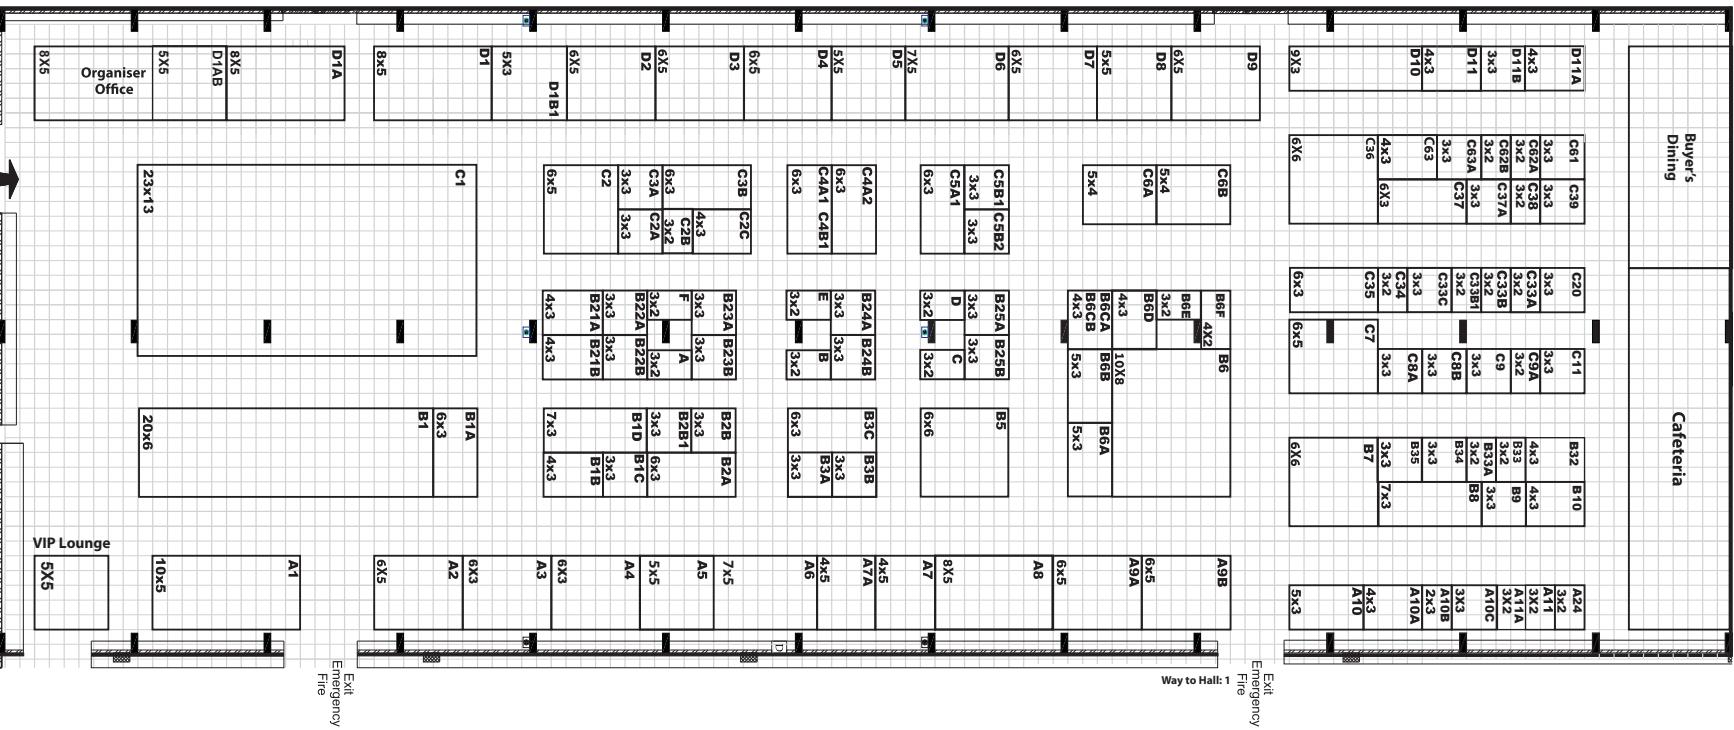 8X5
Organiser
Office
5X5
D1AB
8X5
D1A
8x5
D1
5X3
D1B1
6X5
D2
6X5
D3
6x5
D4
5X5
D5
7X5
D6
6X5
D7
5x5
D8
6X5
D9
9X3
D10
4x3
D11
3x3
D11B
4x3
D11A
Buyer's
Dining
23x13
C1
6x5
C2
3x3
C3A
6x3
C3B
3x3
C2A
3x2
C2B
4x3
C2C
6x3
C4A1 C4B1
6x3
C4A2
6x3
C5A1
3x3
C5B1
3x3
C5B2
5x4
C6A
5x4
C6B
6X6
C36
4x3
C63
3x3
C63A
3x2
C62B
3x2
C62A
3x3
C61
6X3
C37
3x3
C37A
3x2
C38
3x3
C39
6x3
C35
3x2
C34
3x3
C33C
3x2
C33B1
3x2
C33B
3x2
C33A
3x3
C20
4x3
B21A
3x3
B22A
3x2
F
3x3
B23A
4x3
B21B
3x3
B22B
3x2
A
3x3
B23B
3x2
E
3x3
B24A
3x2
B
3x3
B24B
3x2
D
3x3
B25A
3x2
C
3x3
B25B
4x3
B6CB
B6CA
4x3
B6D
3x2
B6E
B6F
4X2
5x3
B6B
10X8
B6
5x3
B6A
6x5
C7
3x3
C8A
3x3
C8B
3x3
C9
3x2
C9A
3x3
C11
20x6
B1
6x3
B1A
7x3
B1D
3x3
B2B1
3x3
B2B
4x3
B1B
3x3
B1C
6x3
B2A
6x3
B3C
3x3
B3A
3x3
B3B
6x6
B5
6X6
B7
3x3
B35
3x3
B34
3x2
B33A
3x2
B33
4x3
B32
7x3
B8
3x3
B9
4x3
B10
Cafeteria
VIP Lounge
5X5
10x5
A1
6X5
A2
6X3
A3
6X3
A4
5x5
A5
7x5
A6
4x5
A7A
4x5
A7
8X5
A8
6x5
A9A
6x5
A9B
5x3
A10
4x3
A10A
2x3
A10B
3X3
A10C
3X2
A11A
3X2
A11
3x2
A24
D
Fire
Emergency
Exit
Way to Hall: 1
Fire
Emergency
Exit